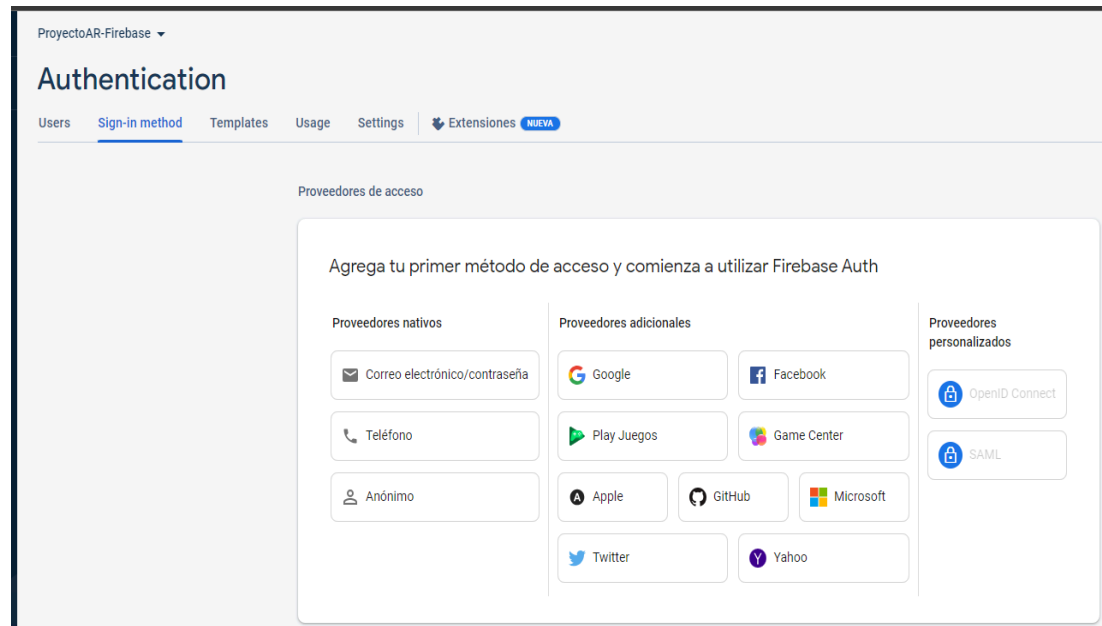 ProyectoAR-Firebase
Authentication
Users Sign-in method Templates Usage Settings Extensiones NUEVA
Proveedores de acceso
Agrega tu primer método de acceso y comienza a utilizar Firebase Auth
Proveedores nativos
Correo electrónico/contraseña
Teléfono
Anónimo
Proveedores adicionales
Google Facebook
Play Juegos Game Center
Apple GitHub Microsoft
Twitter Yahoo
Proveedores
personalizados
OpenID Connect
SAML